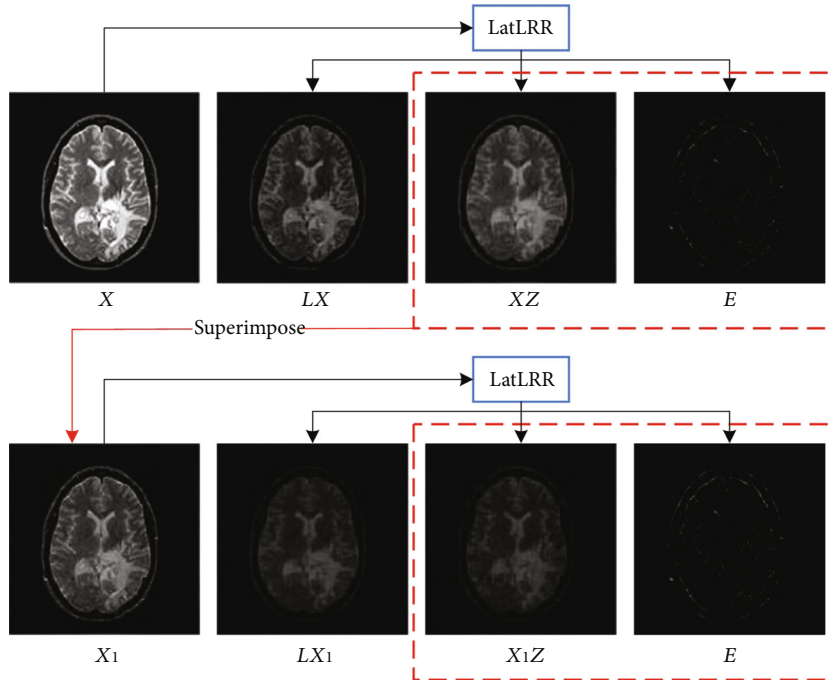 LatLRR
X LX XZ E
Superimpose
LatLRR
X1 LX1 X1Z E